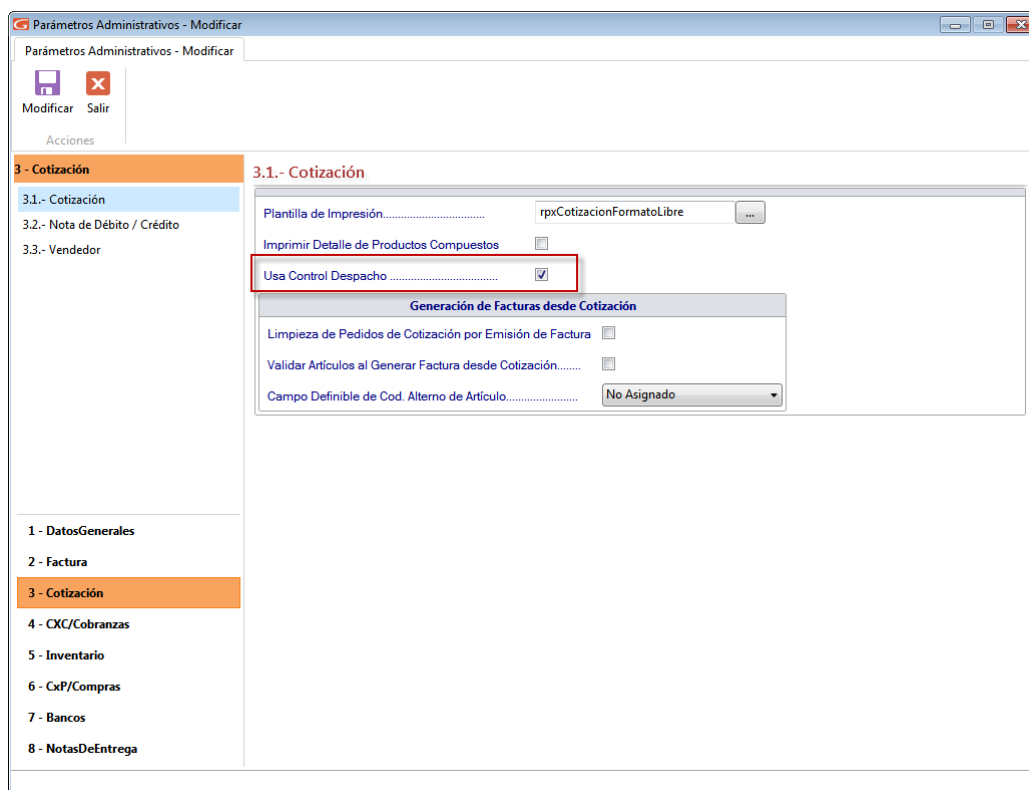 Parámetros Administrativos - Modificar
Parámetros Administrativos - Modificar
Modificar Salir
Acciones
3 - Cotización
3.1.- Cotización
3.2.- Nota de Débito / Crédito
3.3.- Vendedor
3.1.- Cotización
Plantilla de Impresión.................................. rpxCotizacionFormatoLibre ...
Imprimir Detalle de Productos Compuestos
Usa Control Despacho ....................................
Generación de Facturas desde Cotización
Limpieza de Pedidos de Cotización por Emisión de Factura
Validar Artículos al Generar Factura desde Cotización........
Campo Definible de Cod. Alterno de Artículo........................ No Asignado
1 - DatosGenerales
2 - Factura
3 - Cotización
4 - CXC/Cobranzas
5 - Inventario
6 - CxP/Compras
7 - Bancos
8 - NotasDeEntrega